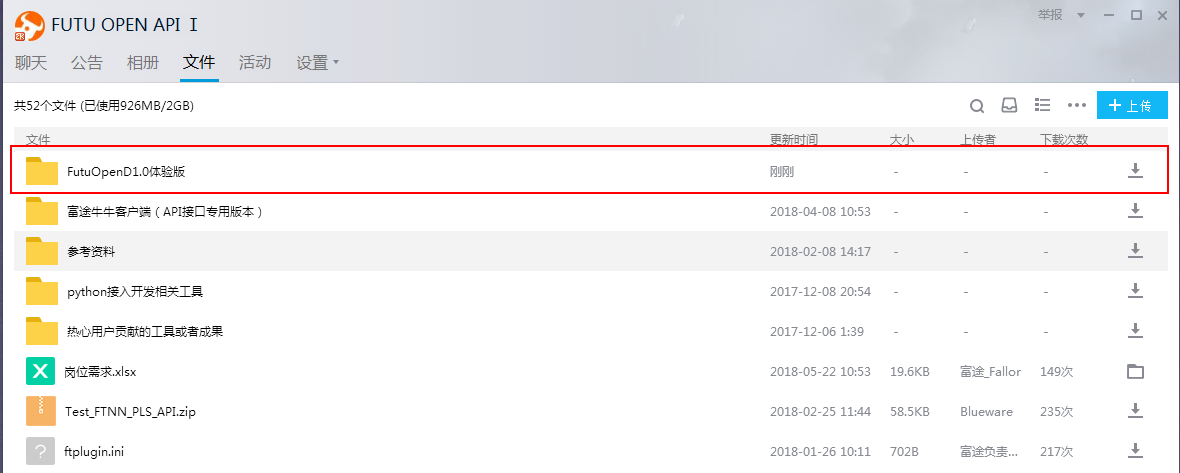 FUTU OPEN API Ⅰ
举报
聊天 公告 相册 文件 活动 设置
共52个文件 (已使用926MB/2GB)
上传
文件 更新时间 大小 上传者 下载次数
FutuOpenD1.0体验版 刚刚 - - -
富途牛牛客户端（API接口专用版本） 2018-04-08 10:53 - - -
参考资料 2018-02-08 14:17 - - -
python接入开发相关工具 2017-12-08 20:54 - - -
热心用户贡献的工具或者成果 2017-12-06 1:39 - - -
岗位需求.xlsx 2018-05-22 10:53 19.6KB 富途_Fallor 149次
Test_FTNN_PLS_API.zip 2018-02-25 11:44 58.5KB Blueware 235次
ftplugin.ini 2018-01-26 10:11 702B 富途负责... 217次